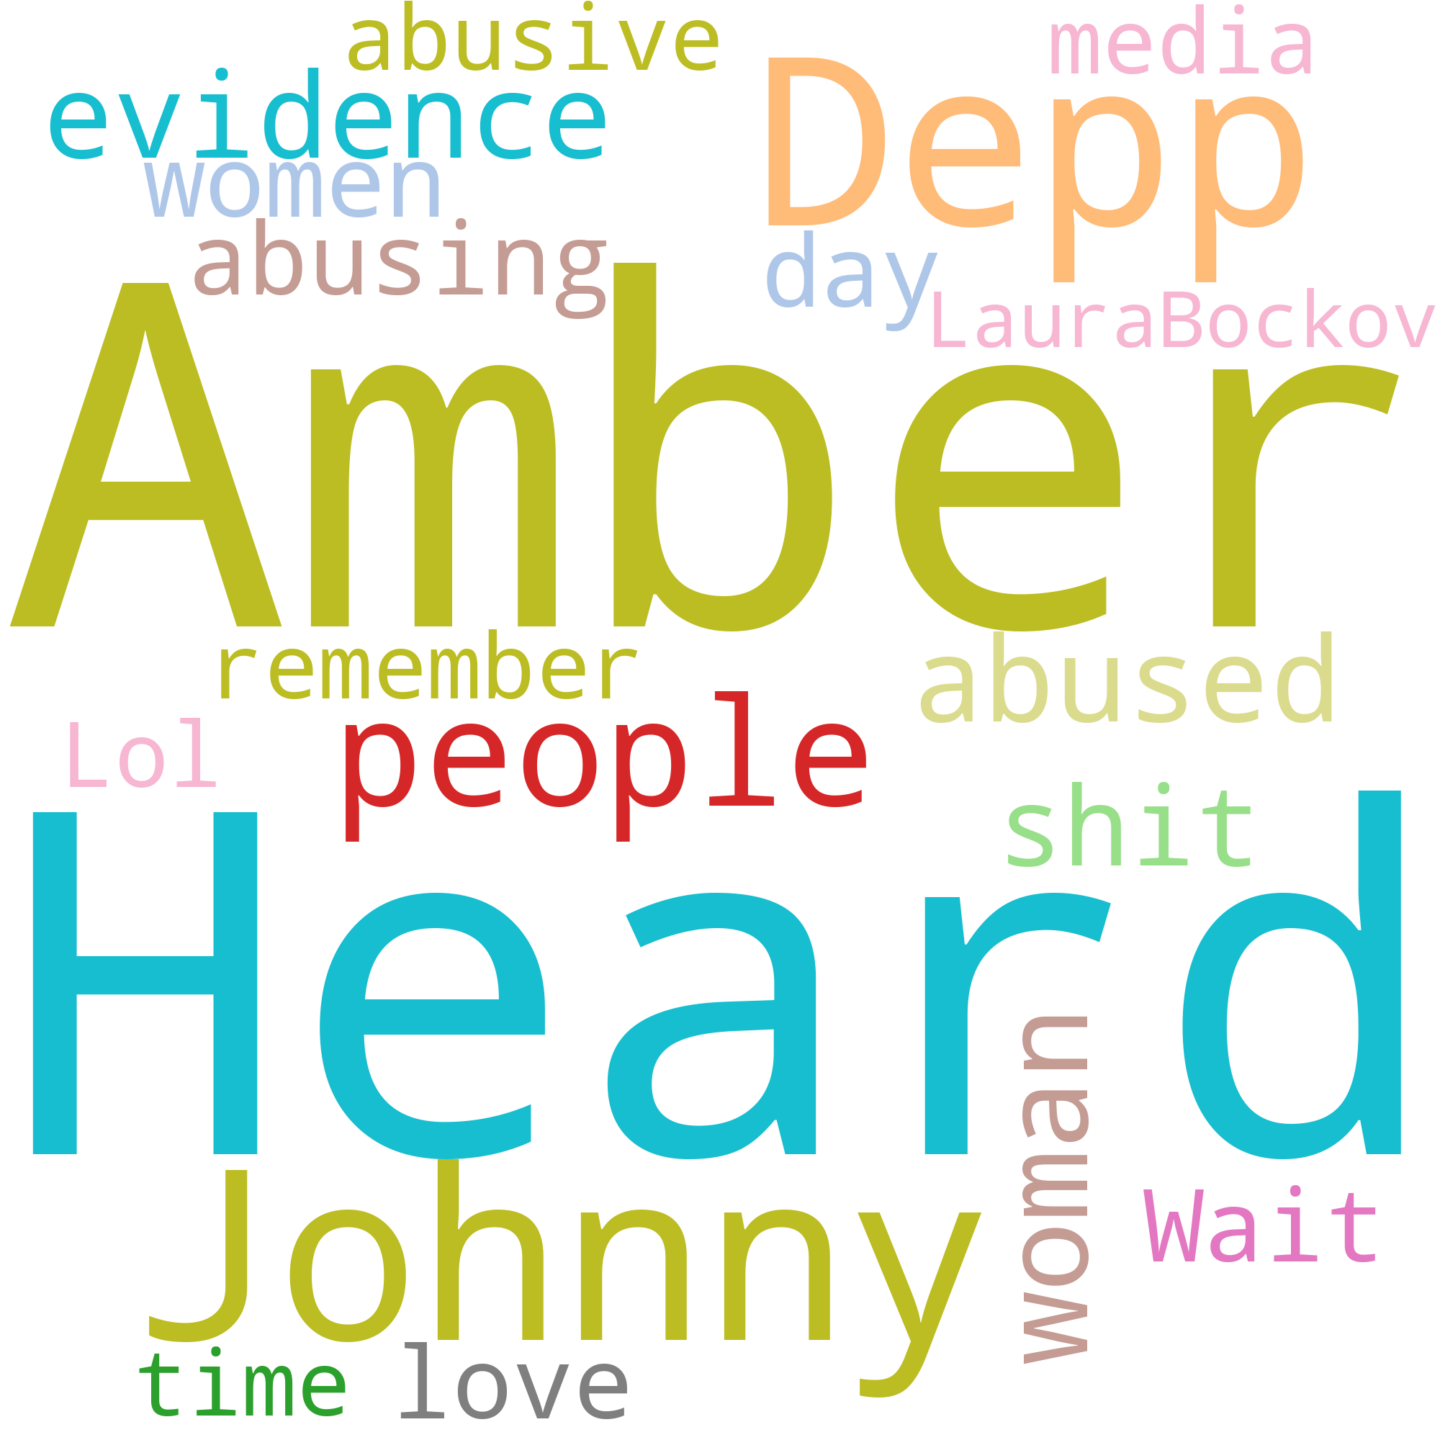 abusive
media
Depp
evidence
women
abusing
day
LauraBockov
Amber
remember
abused
people
Lol
shit
Heard
woman
Johnny
Wait
time
love